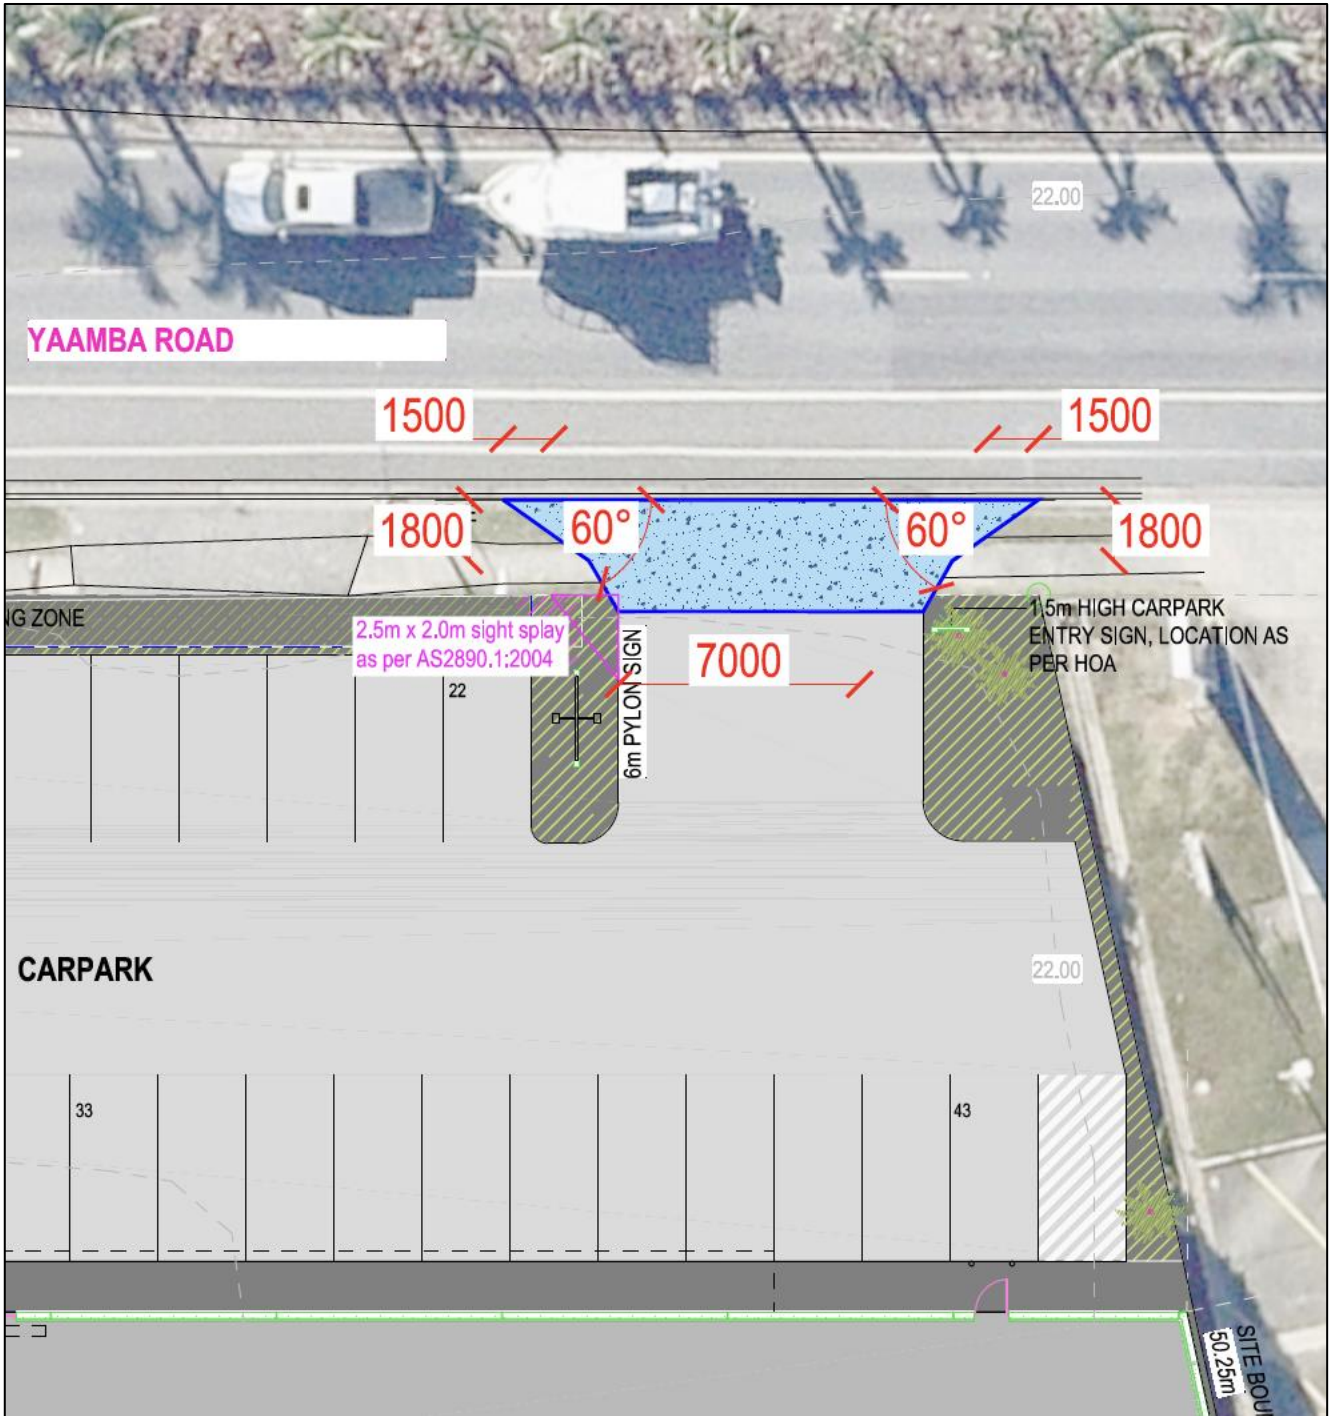 22.00
YAAMBA ROAD
1500
1500
1800
60°
60°
1800
NG ZONE
2.5m x 2.0m sight splay
as per AS2890.1:2004
6m PYLON SIGN
7000
1.5m HIGH CARPARK
ENTRY SIGN, LOCATION AS
PER HOA
22
CARPARK
22.00
33
43
SITE BOU
50.25m